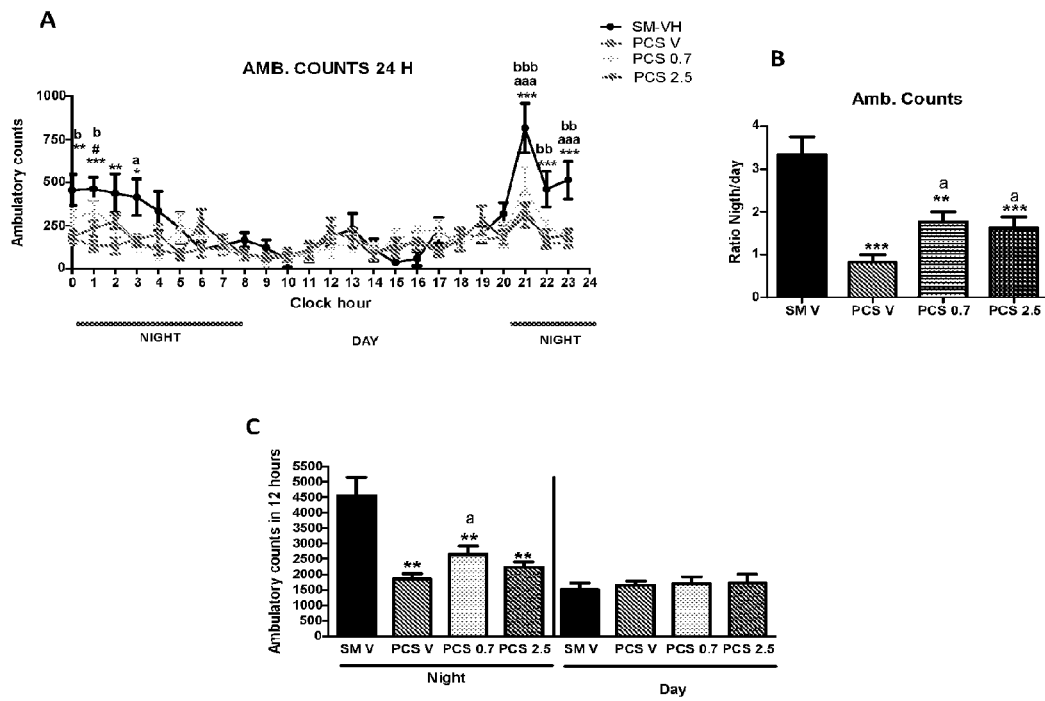 A
SM-VH
PCS V
PCS 0.7
PCS 2.5
AMB. COUNTS 24 H
Ambulatory counts
1000
750
500
250
0
b
**
b
#
***
**
a
*
bbb
aaa
***
bb
***
bb
aaa
***
0 1 2 3 4 5 6 7 8 9 10 11 12 13 14 15 16 17 18 19 20 21 22 23 24
Clock hour
NIGHT
DAY
NIGHT
B
Amb. Counts
Ratio Nigth/day
4
3
2
1
0
***
a
**
a
***
SM V PCS V PCS 0.7 PCS 2.5
C
Ambulatory counts in 12 hours
5500
5000
4500
4000
3500
3000
2500
2000
1500
1000
500
0
**
a
**
**
SM V PCS V PCS 0.7 PCS 2.5 SM V PCS V PCS 0.7 PCS 2.5
Night
Day